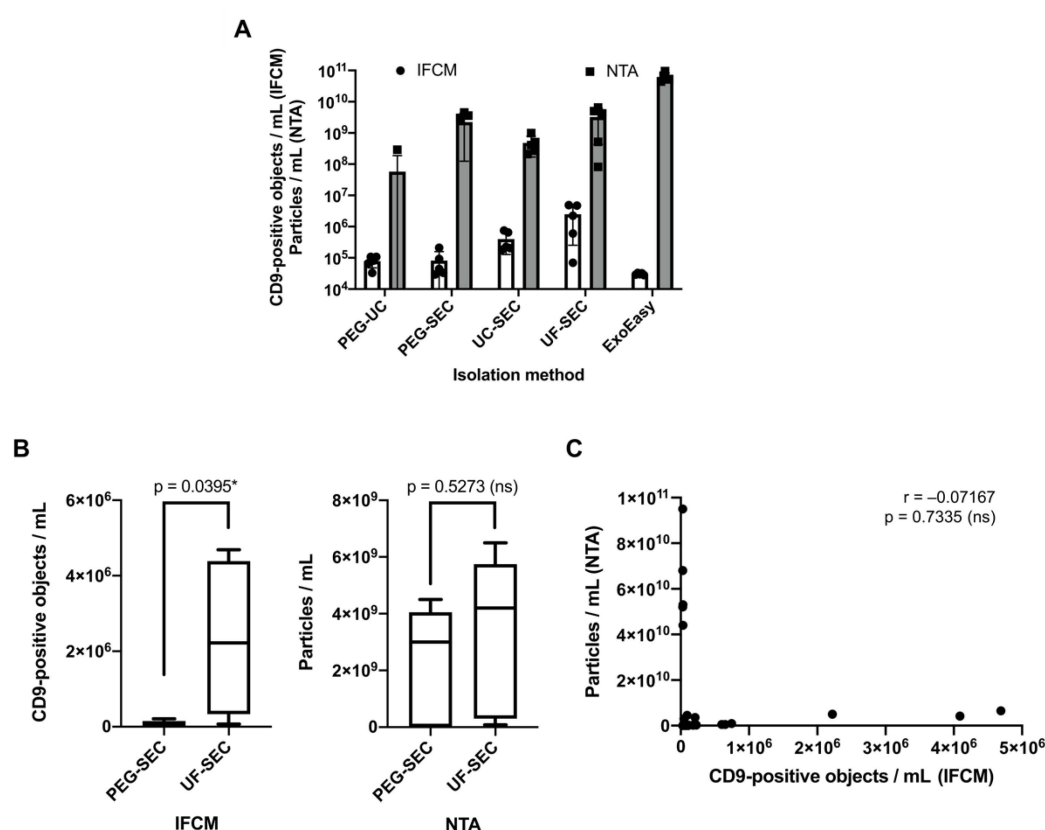 A
IFCM
NTA
CD9-positive objects / mL (IFCM)
Particles / mL (NTA)
10¹¹
10¹⁰
10⁹
10⁸
10⁷
10⁶
10⁵
10⁴
PEG-UC
PEG-SEC
UC-SEC
UF-SEC
ExoEasy
Isolation method
B
p = 0.0395*
CD9-positive objects / mL
6×10⁶
4×10⁶
2×10⁶
0
PEG-SEC
UF-SEC
IFCM
p = 0.5273 (ns)
Particles / mL
8×10⁹
6×10⁹
4×10⁹
2×10⁹
0
PEG-SEC
UF-SEC
NTA
C
r = –0.07167
p = 0.7335 (ns)
Particles / mL (NTA)
1×10¹¹
8×10¹⁰
6×10¹⁰
4×10¹⁰
2×10¹⁰
0
0
1×10⁶
2×10⁶
3×10⁶
4×10⁶
5×10⁶
CD9-positive objects / mL (IFCM)